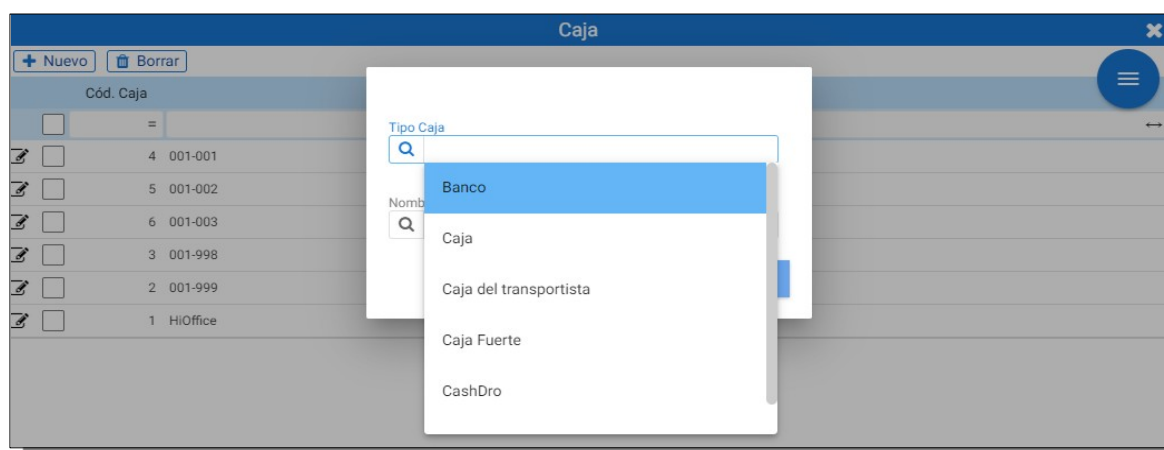 Caja
Nuevo Borrar
Cód. Caja
=
4 001-001
5 001-002
6 001-003
3 001-998
2 001-999
1 HiOffice
Tipo Caja
Nomb
Banco
Caja
Caja del transportista
Caja Fuerte
CashDro